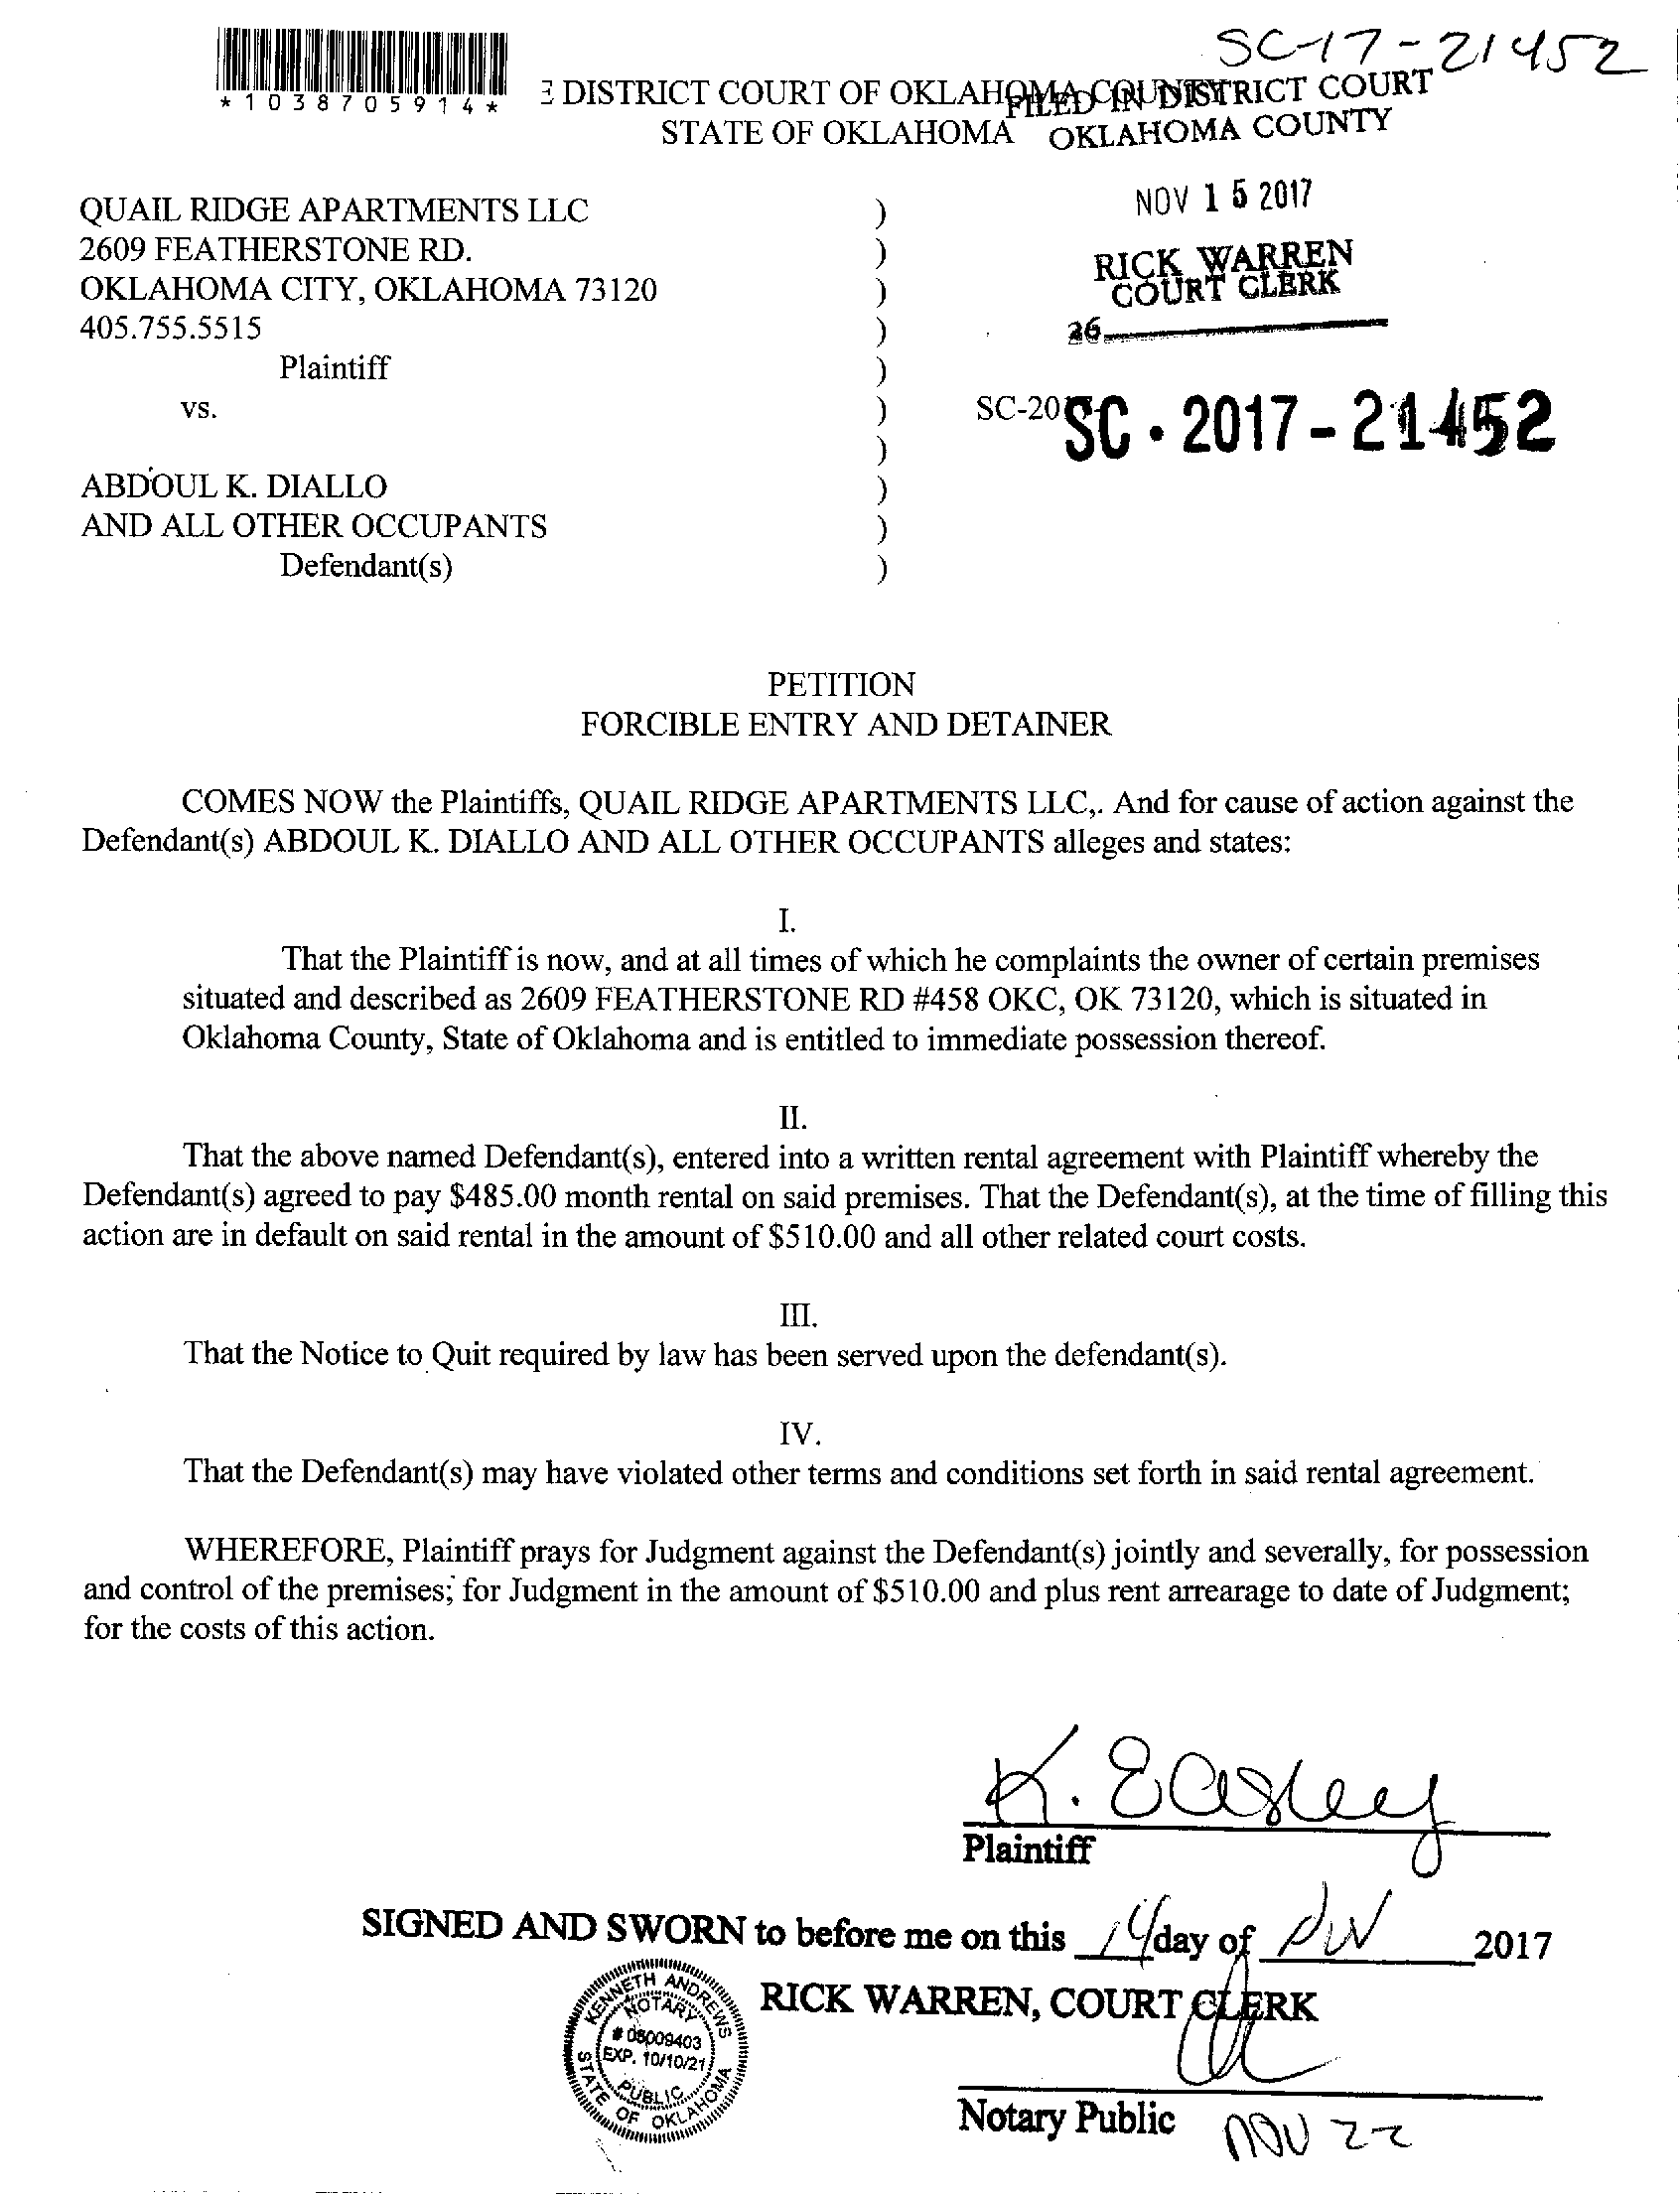 SC-17-21452
*1038705914*
E DISTRICT COURT OF OKLAHOMA COUNTY
STATE OF OKLAHOMA
FILED IN DISTRICT COURT
OKLAHOMA COUNTY
NOV 15 2017
RICK WARREN
COURT CLERK
26
QUAIL RIDGE APARTMENTS LLC )
2609 FEATHERSTONE RD. )
OKLAHOMA CITY, OKLAHOMA 73120 )
405.755.5515 )
Plaintiff )
vs. ) SC-20
SC · 2017 - 21452
)
ABDOUL K. DIALLO )
AND ALL OTHER OCCUPANTS )
Defendant(s) )
PETITION
FORCIBLE ENTRY AND DETAINER
COMES NOW the Plaintiffs, QUAIL RIDGE APARTMENTS LLC,. And for cause of action against the
Defendant(s) ABDOUL K. DIALLO AND ALL OTHER OCCUPANTS alleges and states:
I.
That the Plaintiff is now, and at all times of which he complaints the owner of certain premises
situated and described as 2609 FEATHERSTONE RD #458 OKC, OK 73120, which is situated in
Oklahoma County, State of Oklahoma and is entitled to immediate possession thereof.
II.
That the above named Defendant(s), entered into a written rental agreement with Plaintiff whereby the
Defendant(s) agreed to pay $485.00 month rental on said premises. That the Defendant(s), at the time of filling this
action are in default on said rental in the amount of $510.00 and all other related court costs.
III.
That the Notice to Quit required by law has been served upon the defendant(s).
IV.
That the Defendant(s) may have violated other terms and conditions set forth in said rental agreement.
WHEREFORE, Plaintiff prays for Judgment against the Defendant(s) jointly and severally, for possession
and control of the premises; for Judgment in the amount of $510.00 and plus rent arrearage to date of Judgment;
for the costs of this action.
K. Easley
Plaintiff
SIGNED AND SWORN to before me on this 14 day of 2017
RICK WARREN, COURT CLERK
KENNETH ANDREWS
NOTARY
# 05009403
EXP. 10/10/21
PUBLIC
STATE OF OKLAHOMA
Notary Public
NOV 22